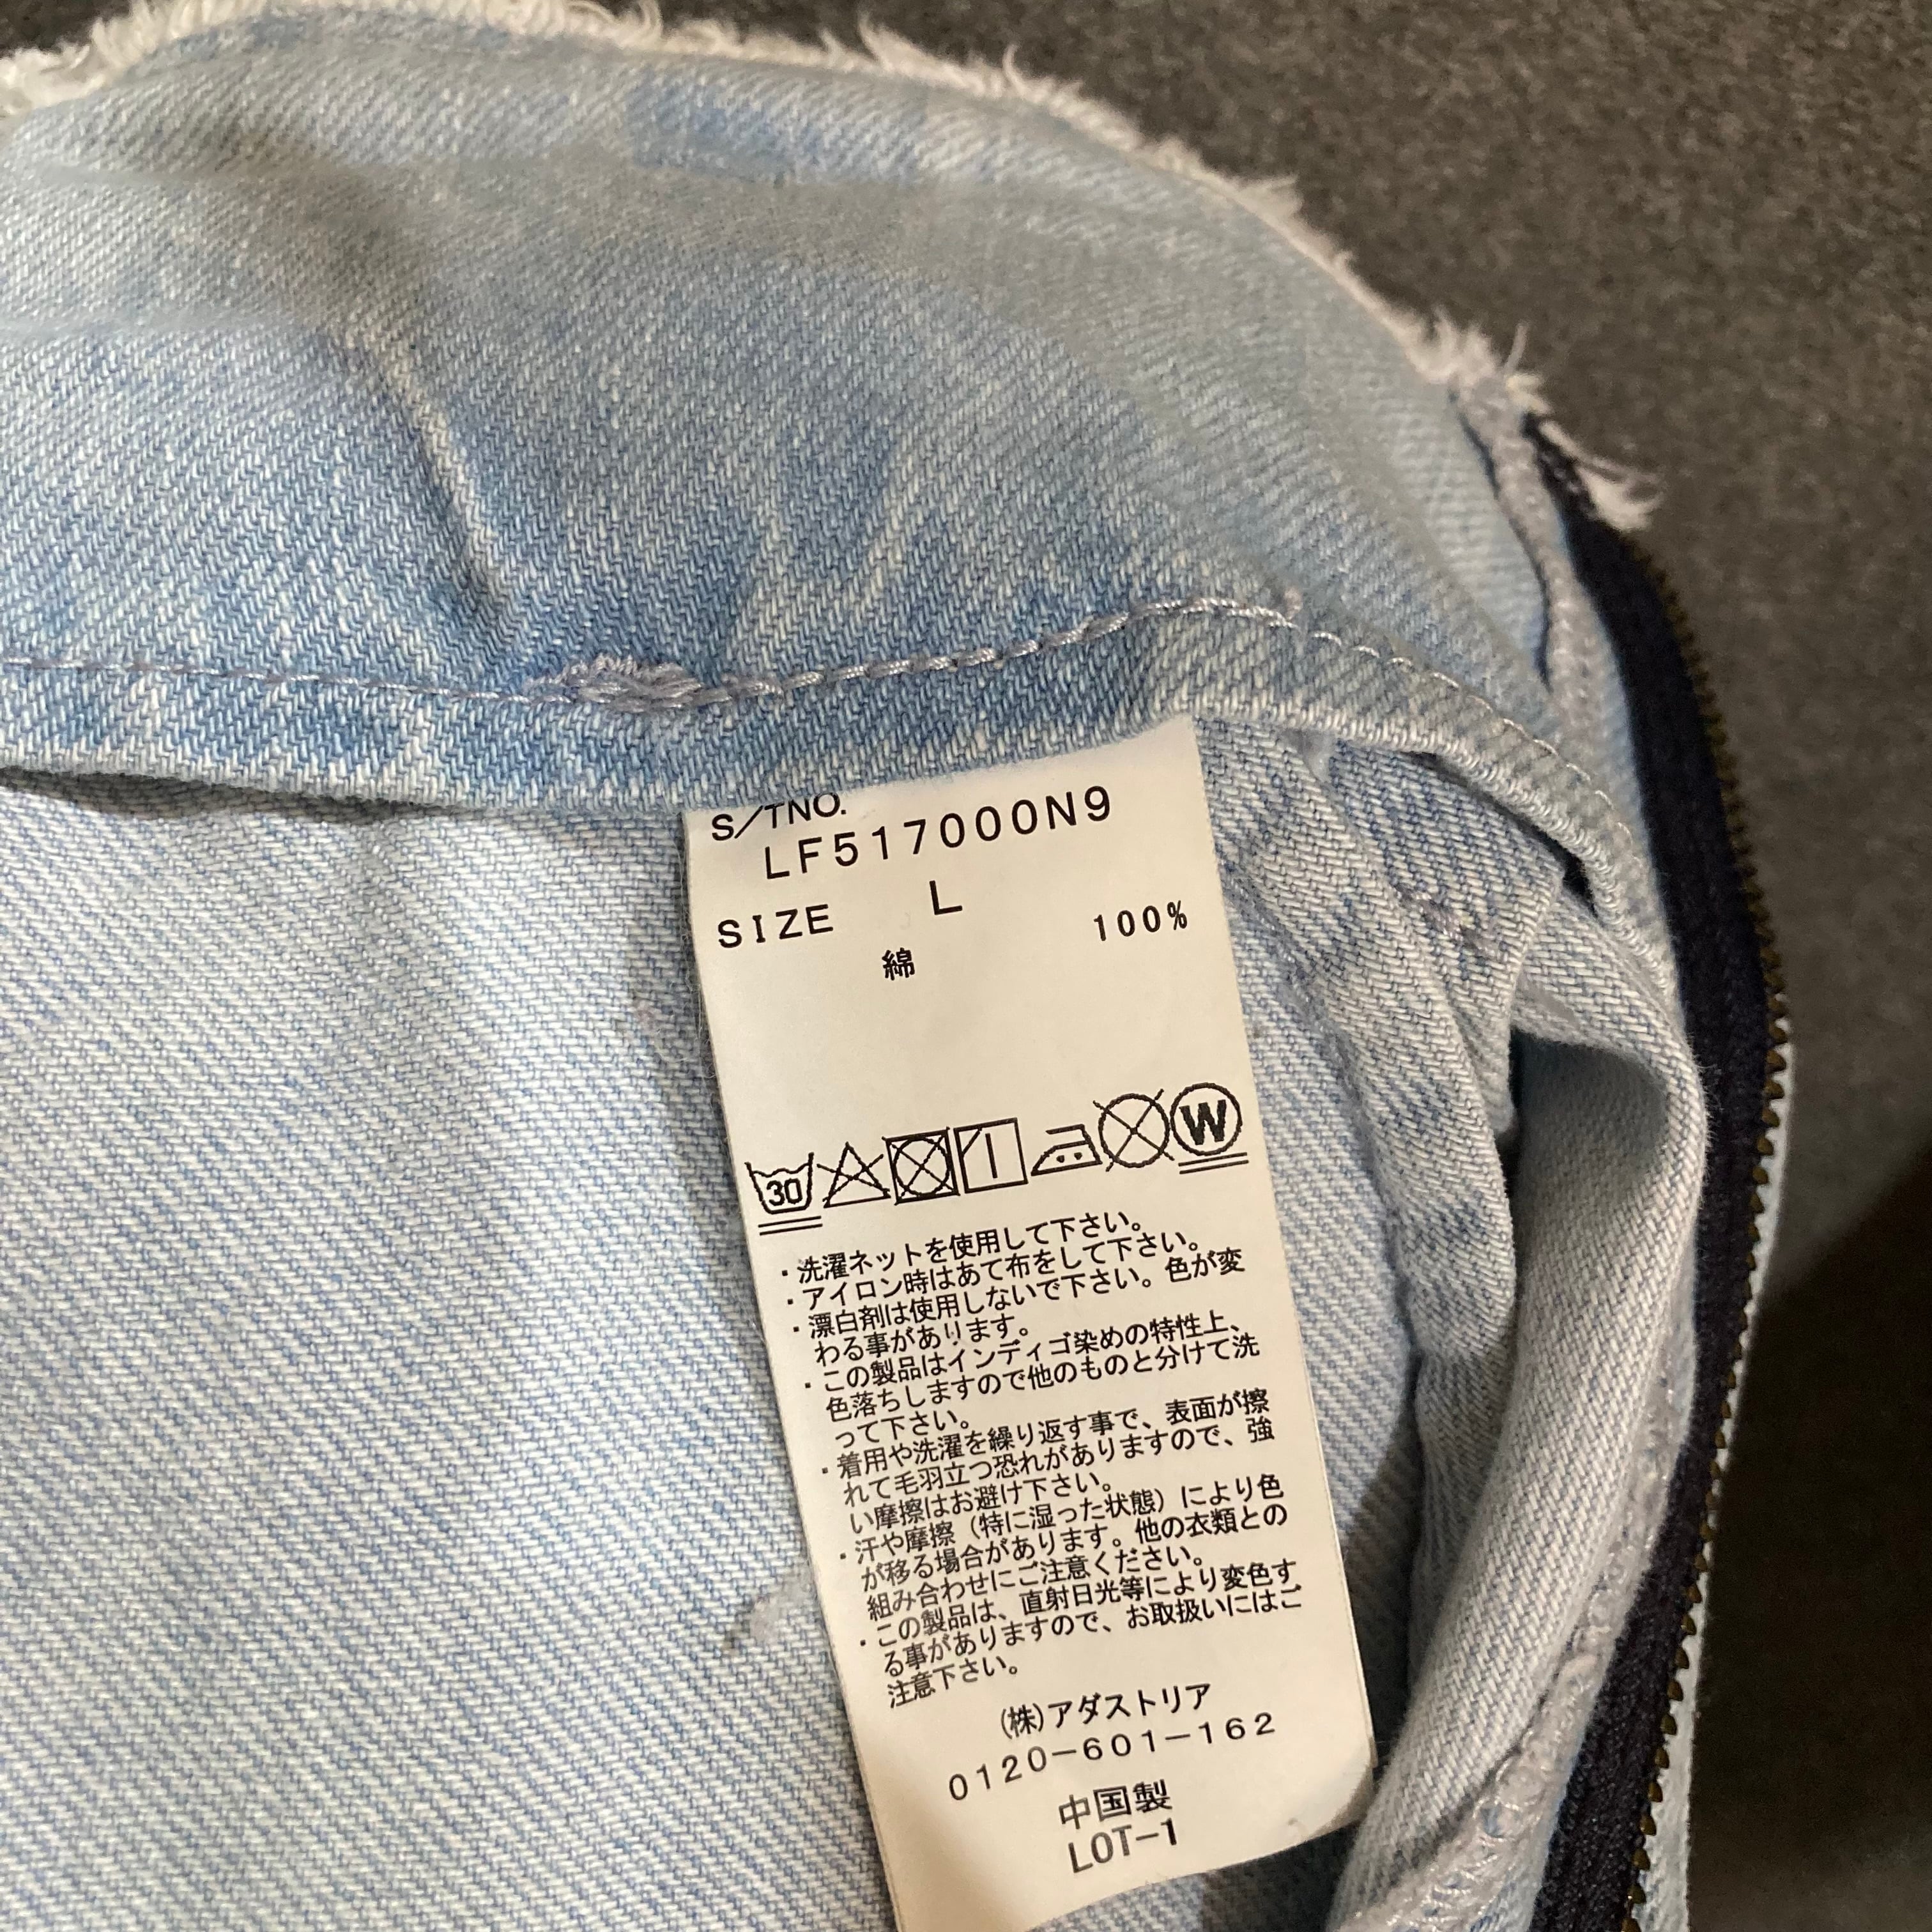 S/TNO.
LF517000N9
SIZE L
綿 100%
30 W
・洗濯ネットを使用して下さい。
・アイロン時はあて布をして下さい。
・漂白剤は使用しないで下さい。色が変
わる事があります。
・この製品はインディゴ染めの特性上、
色落ちしますので他のものと分けて洗
って下さい。
・着用や洗濯を繰り返す事で、表面が擦
れて毛羽立つ恐れがありますので、強
い摩擦はお避け下さい。
・汗や摩擦（特に湿った状態）により色
が移る場合があります。他の衣類との
組み合わせにご注意ください。
・この製品は、直射日光等により変色す
る事がありますので、お取扱いにはご
注意下さい。
(株)アダストリア
0120-601-162
中国製
LOT-1